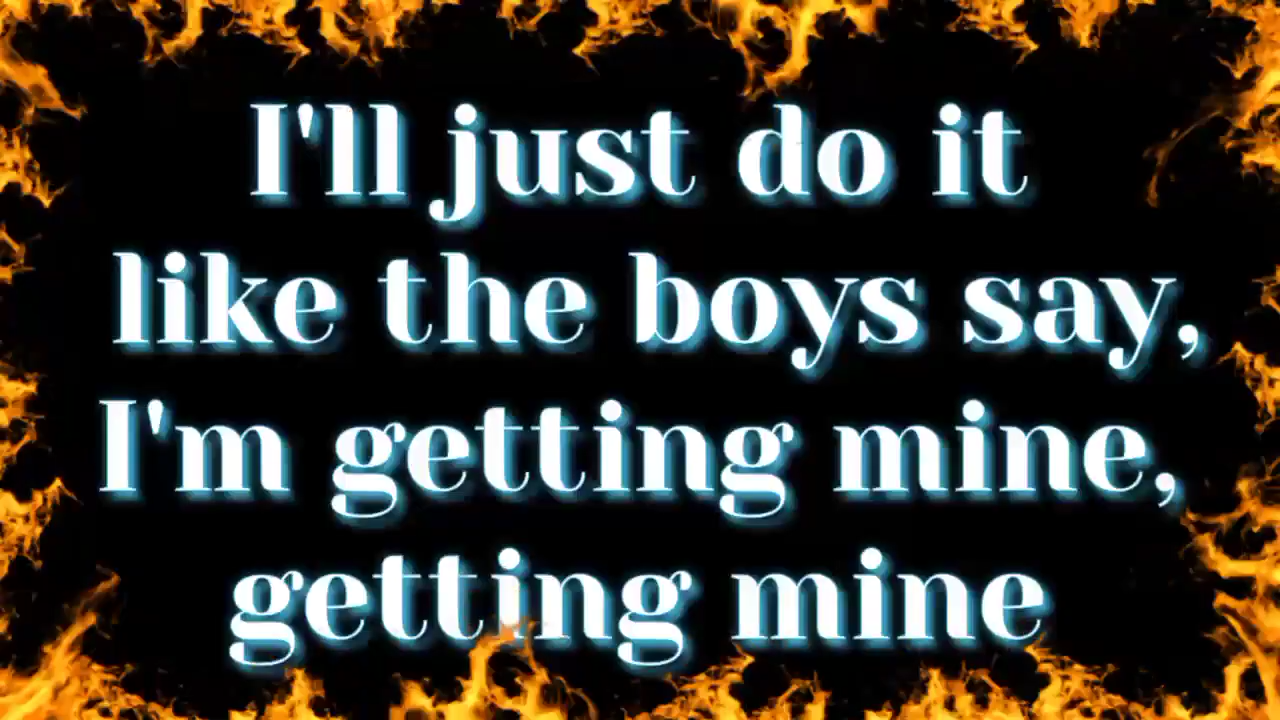 I'll just do it
like the boys say,
I'm getting mine,
getting mine